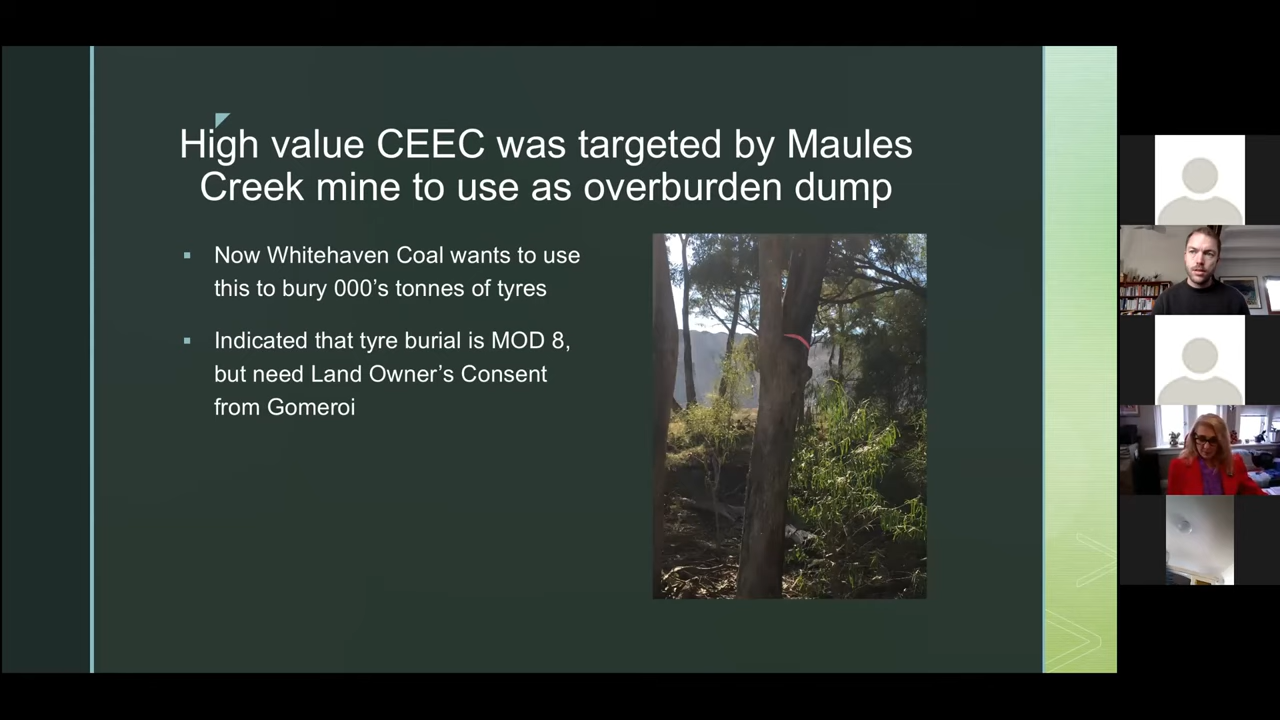 High value CEEC was targeted by Maules
Creek mine to use as overburden dump
▪ Now Whitehaven Coal wants to use
this to bury 000’s tonnes of tyres
▪ Indicated that tyre burial is MOD 8,
but need Land Owner’s Consent
from Gomeroi